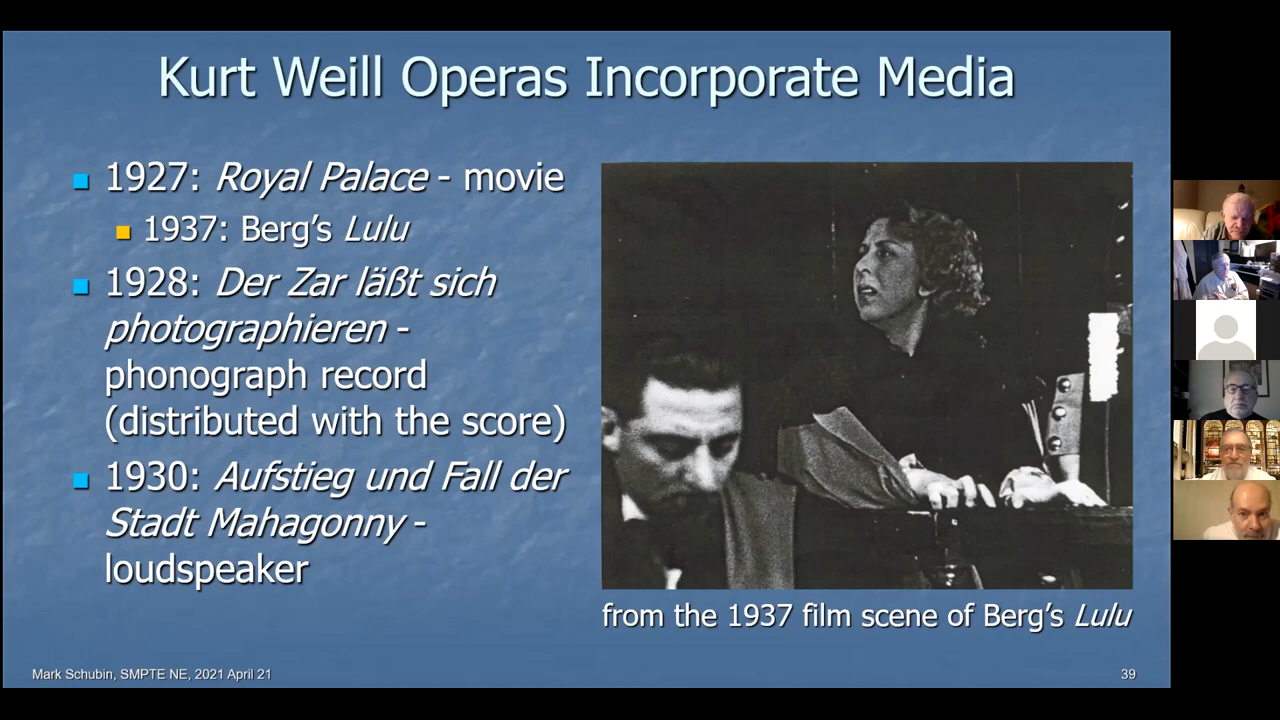 Kurt Weill Operas Incorporate Media
1927: Royal Palace - movie
1937: Berg's Lulu
1928: Der Zar läßt sich
photographieren -
phonograph record
(distributed with the score)
1930: Aufstieg und Fall der
Stadt Mahagonny -
loudspeaker
from the 1937 film scene of Berg's Lulu
Mark Schubin, SMPTE NE, 2021 April 21
39